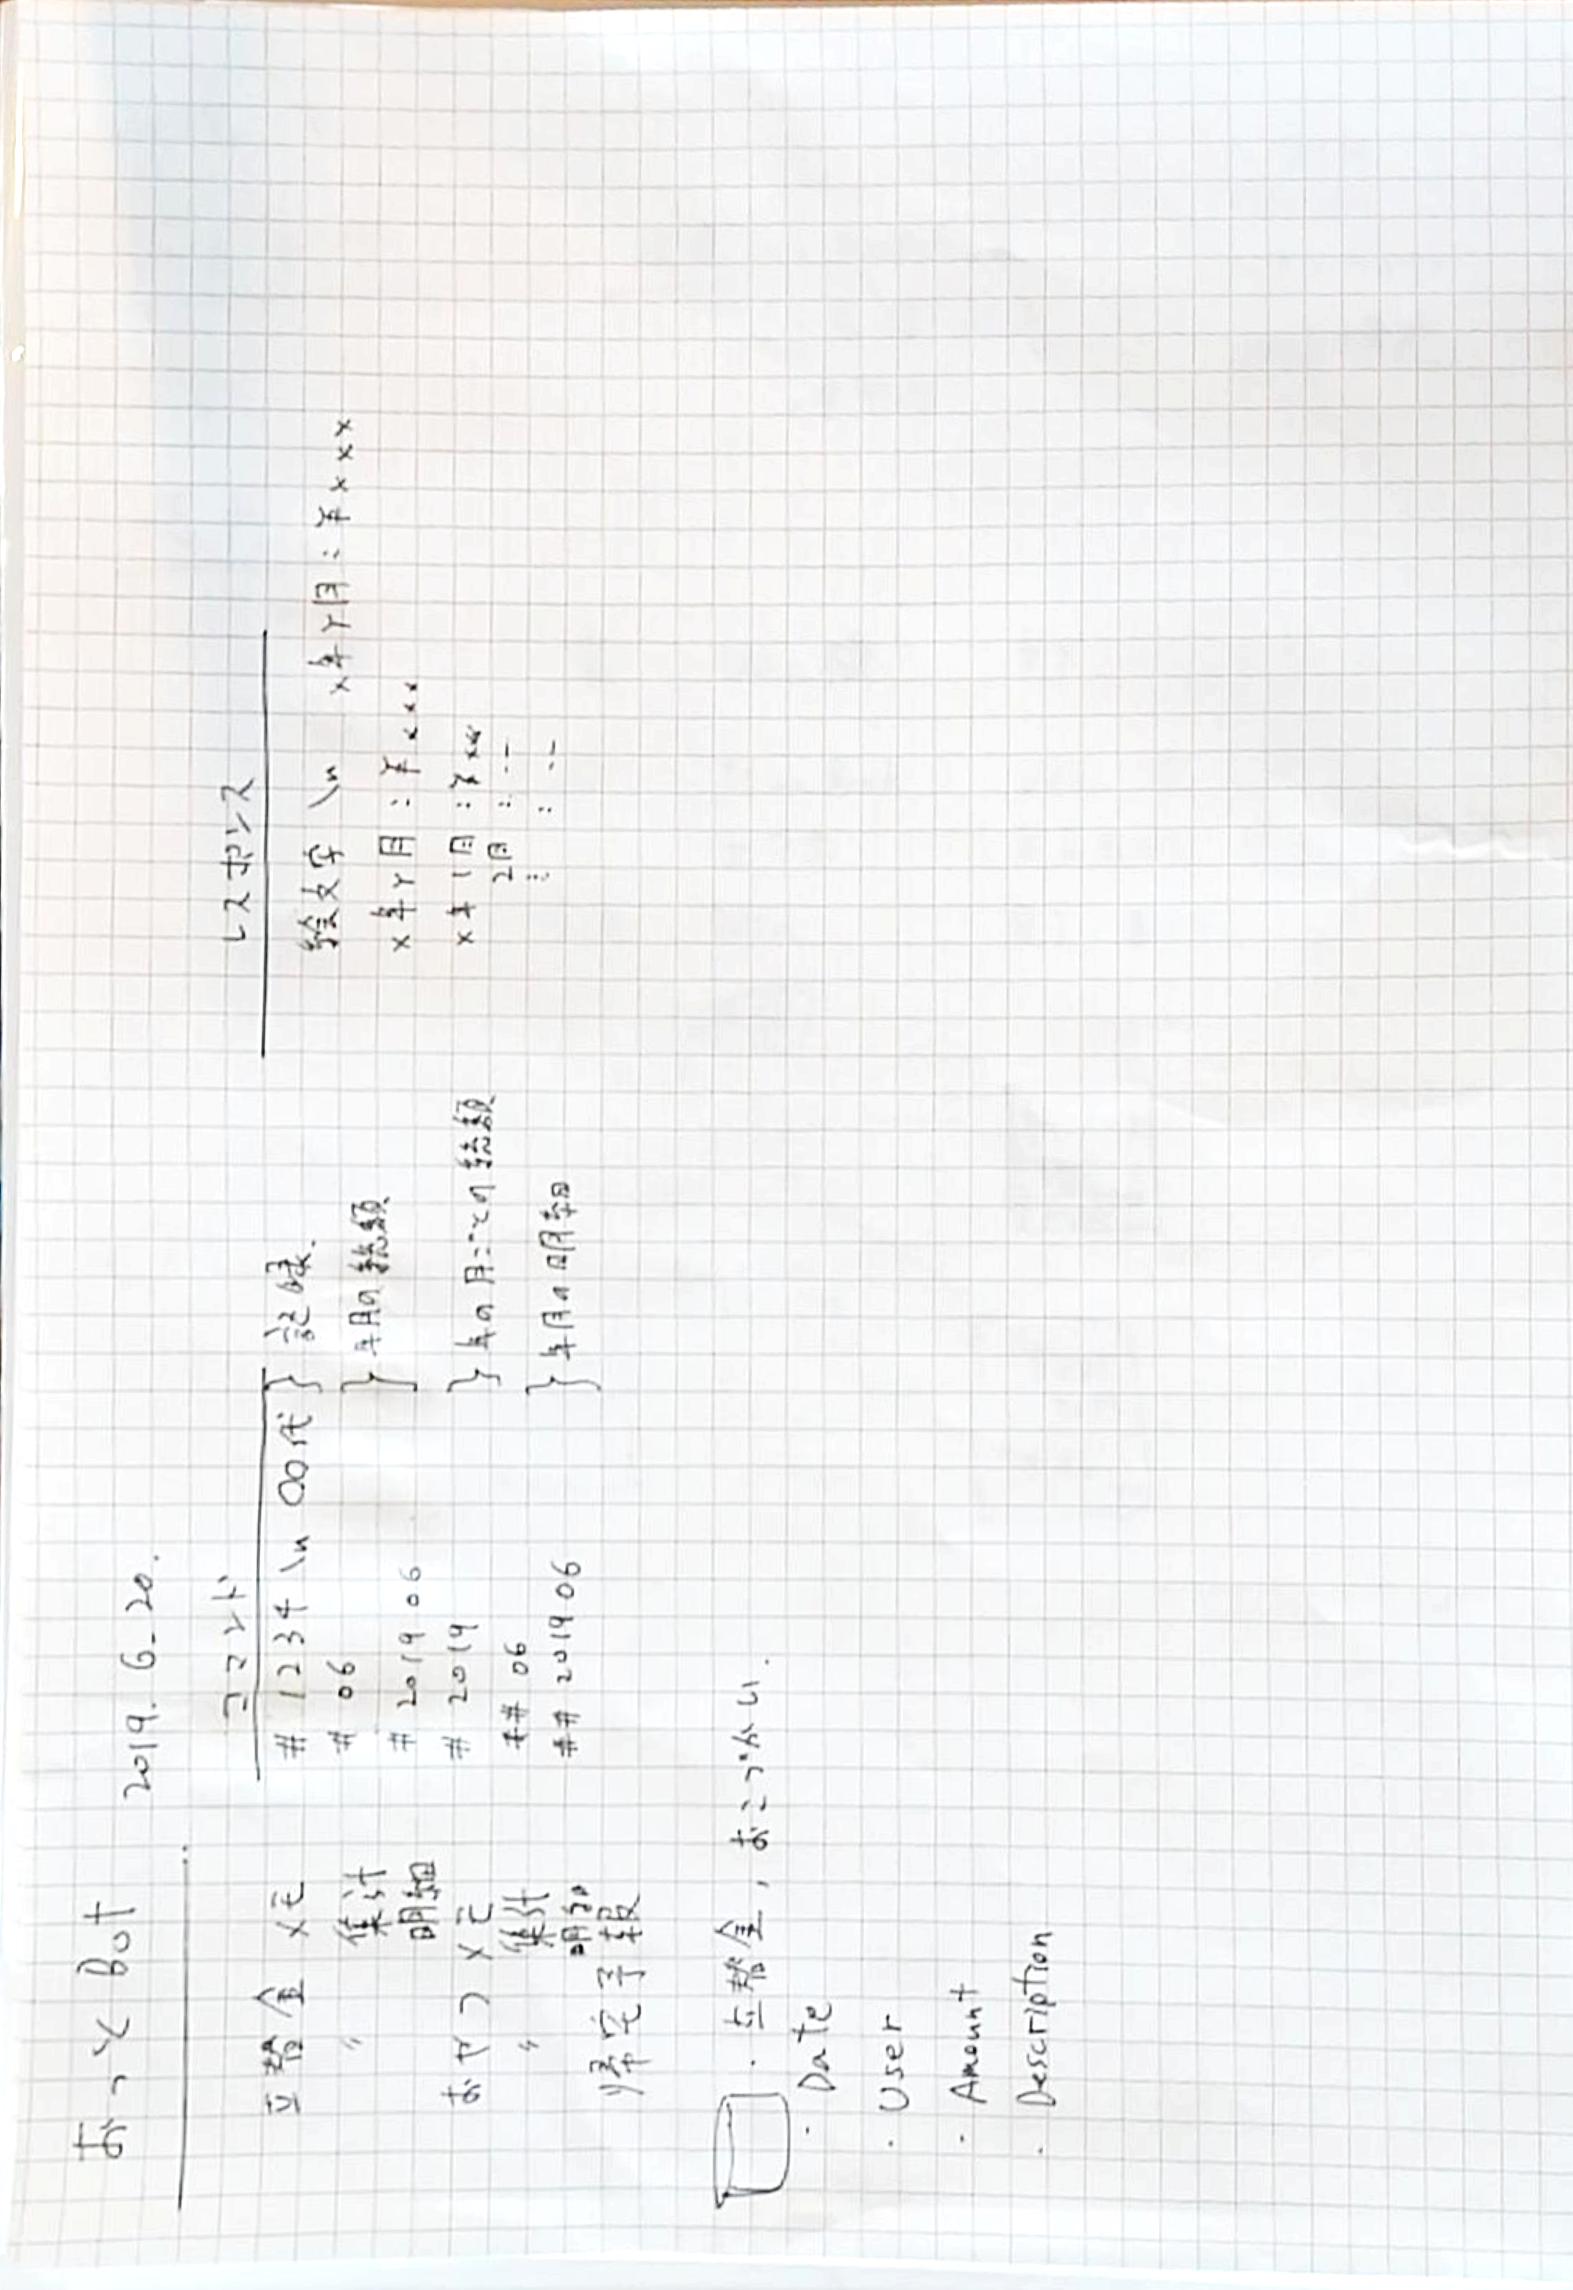 おっと Bot
2019. 6. 20.
コマンド
レスポンス
立替金 メモ # 1234 \n 〇〇代 } 記録.
絵文字 \n x年Y月 : ¥xxx
〃 集計 # 06
} 年月の総額
明細 # 2019 06
x年Y月 : ¥xxx
おやつ メモ # 2019 } 年の月ごとの総額
x年1月 : ¥xxx
2月 : --
⋮ : --
〃 集計 ## 06
明細 ## 2019 06
} 年月の明細
帰宅予報
・立替金, おこづかい.
・Date
・User
・Amount
・Description